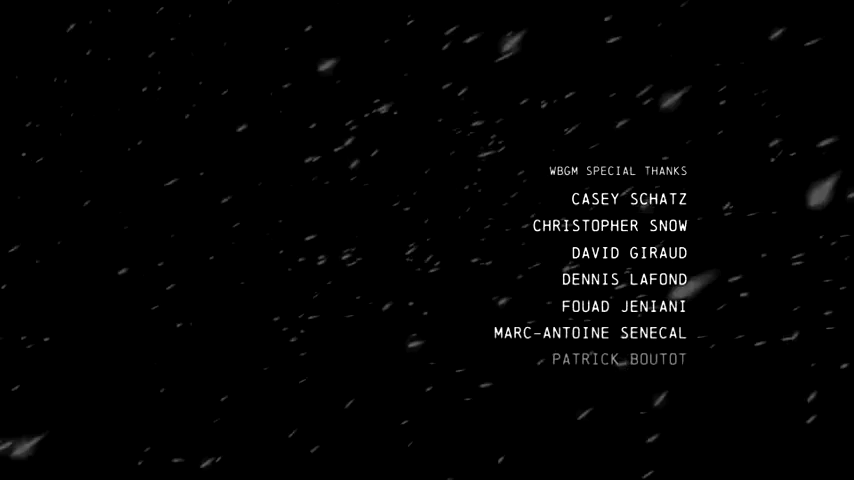 WBGM SPECIAL THANKS
CASEY SCHATZ
CHRISTOPHER SNOW
DAVID GIRAUD
DENNIS LAFOND
FOUAD JENIANI
MARC-ANTOINE SENECAL
PATRICK BOUTOT